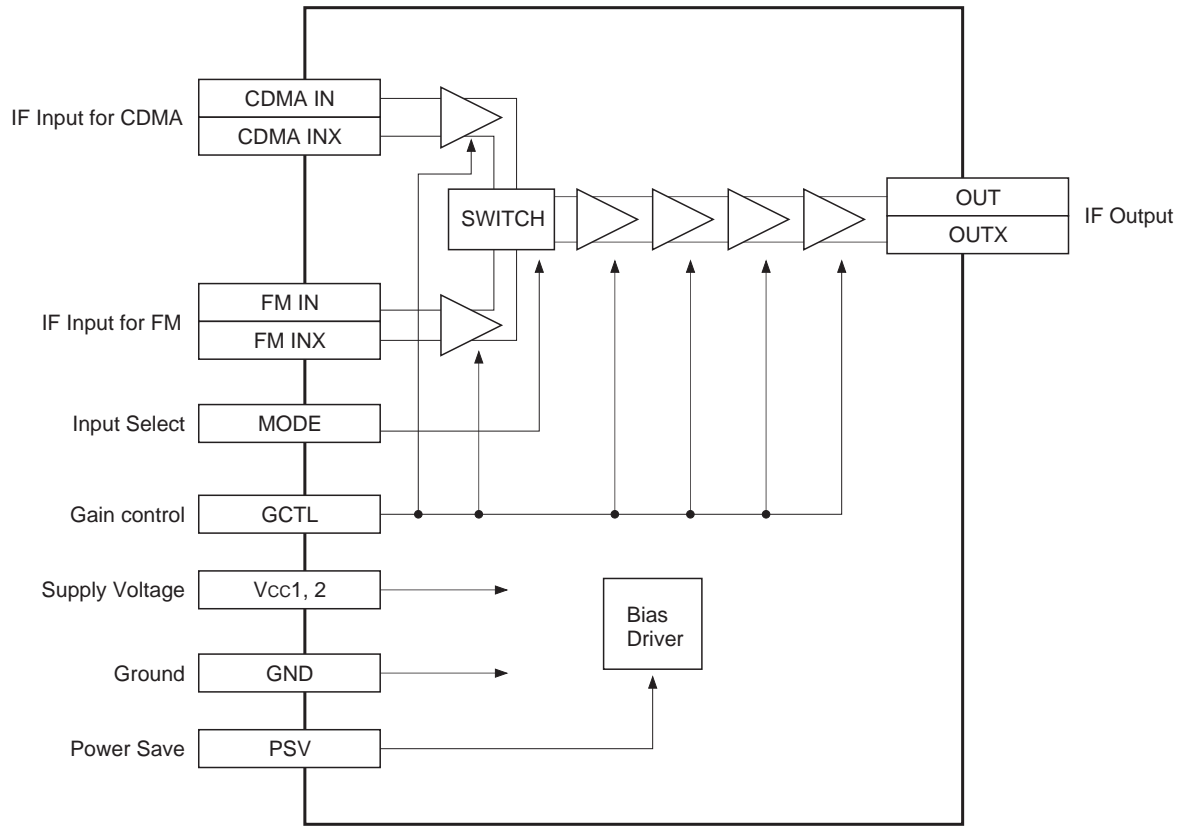 IF Input for CDMA
CDMA IN
CDMA INX
SWITCH
OUT
OUTX
IF Output
IF Input for FM
FM IN
FM INX
Input Select
MODE
Gain control
GCTL
Supply Voltage
VCC1, 2
Bias
Driver
Ground
GND
Power Save
PSV